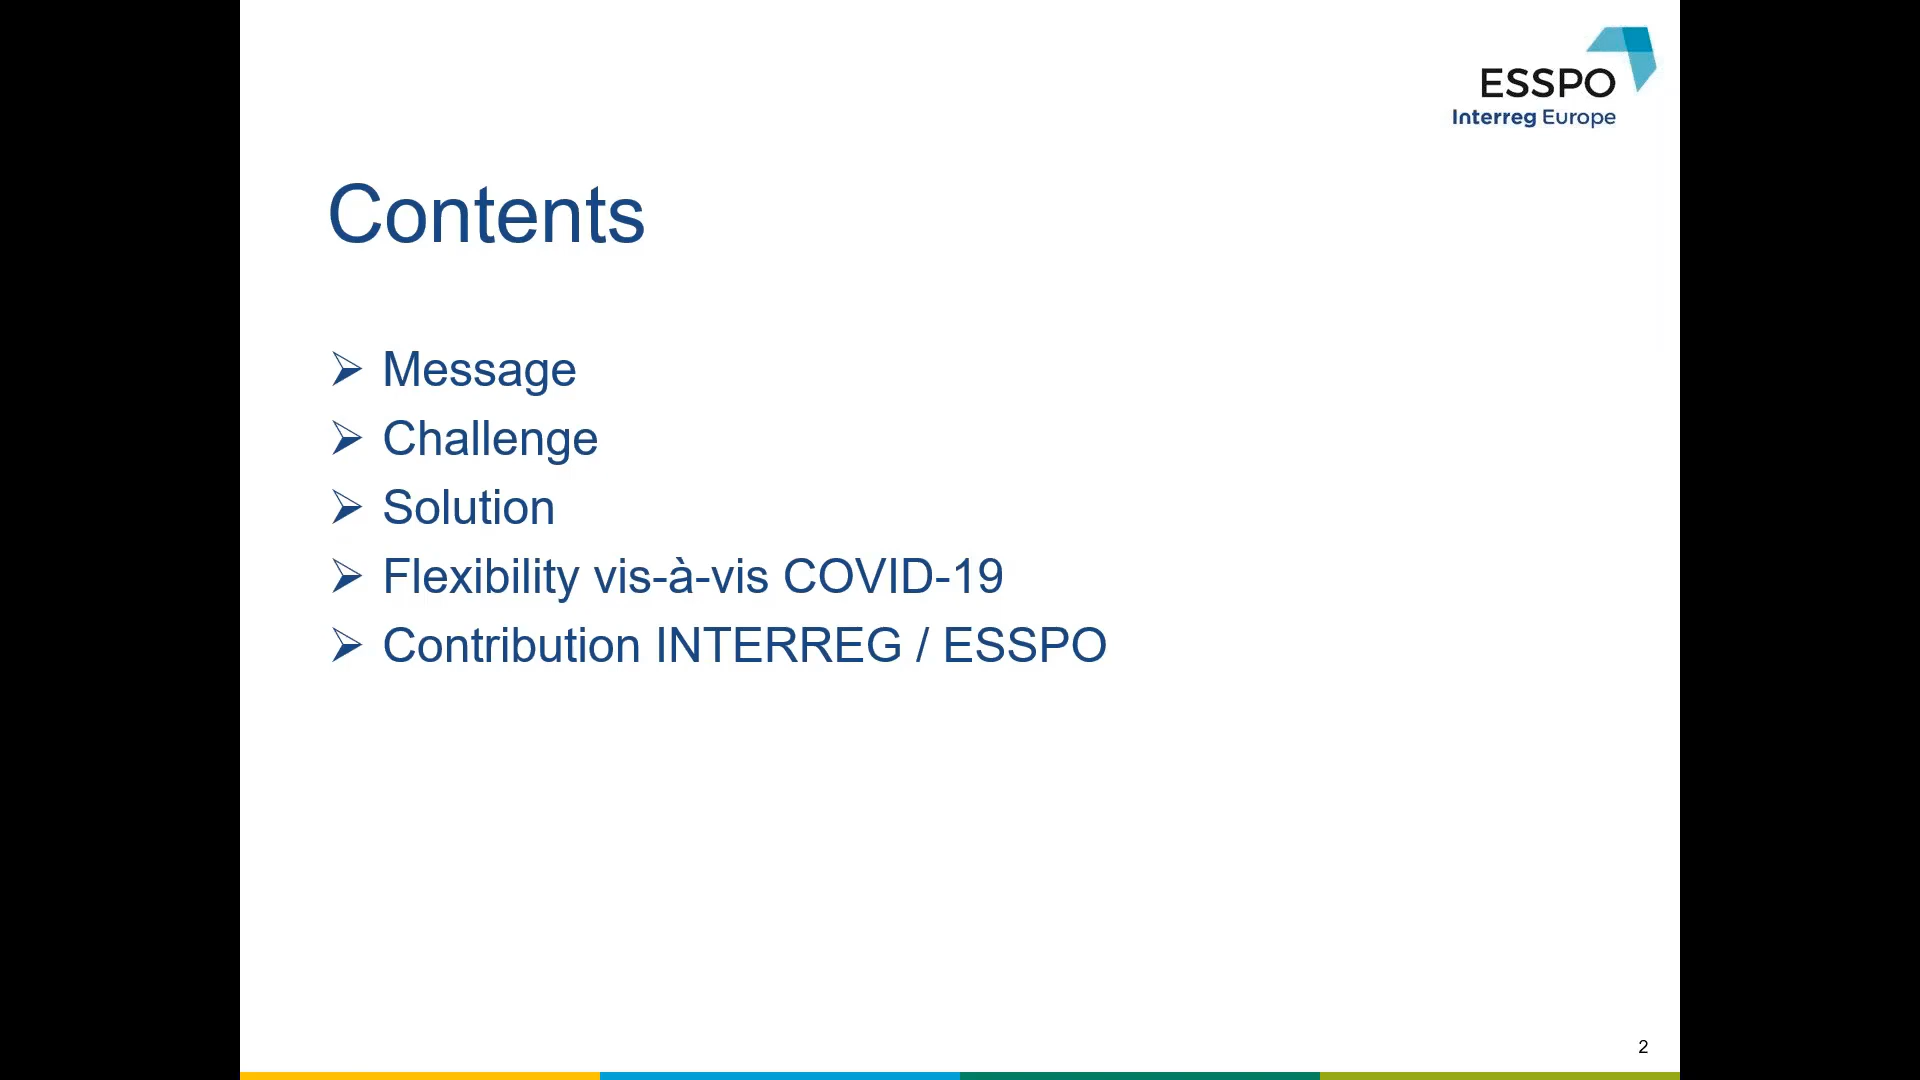 ESSPO
Interreg Europe
Contents
Message
Challenge
Solution
Flexibility vis-à-vis COVID-19
Contribution INTERREG / ESSPO
2